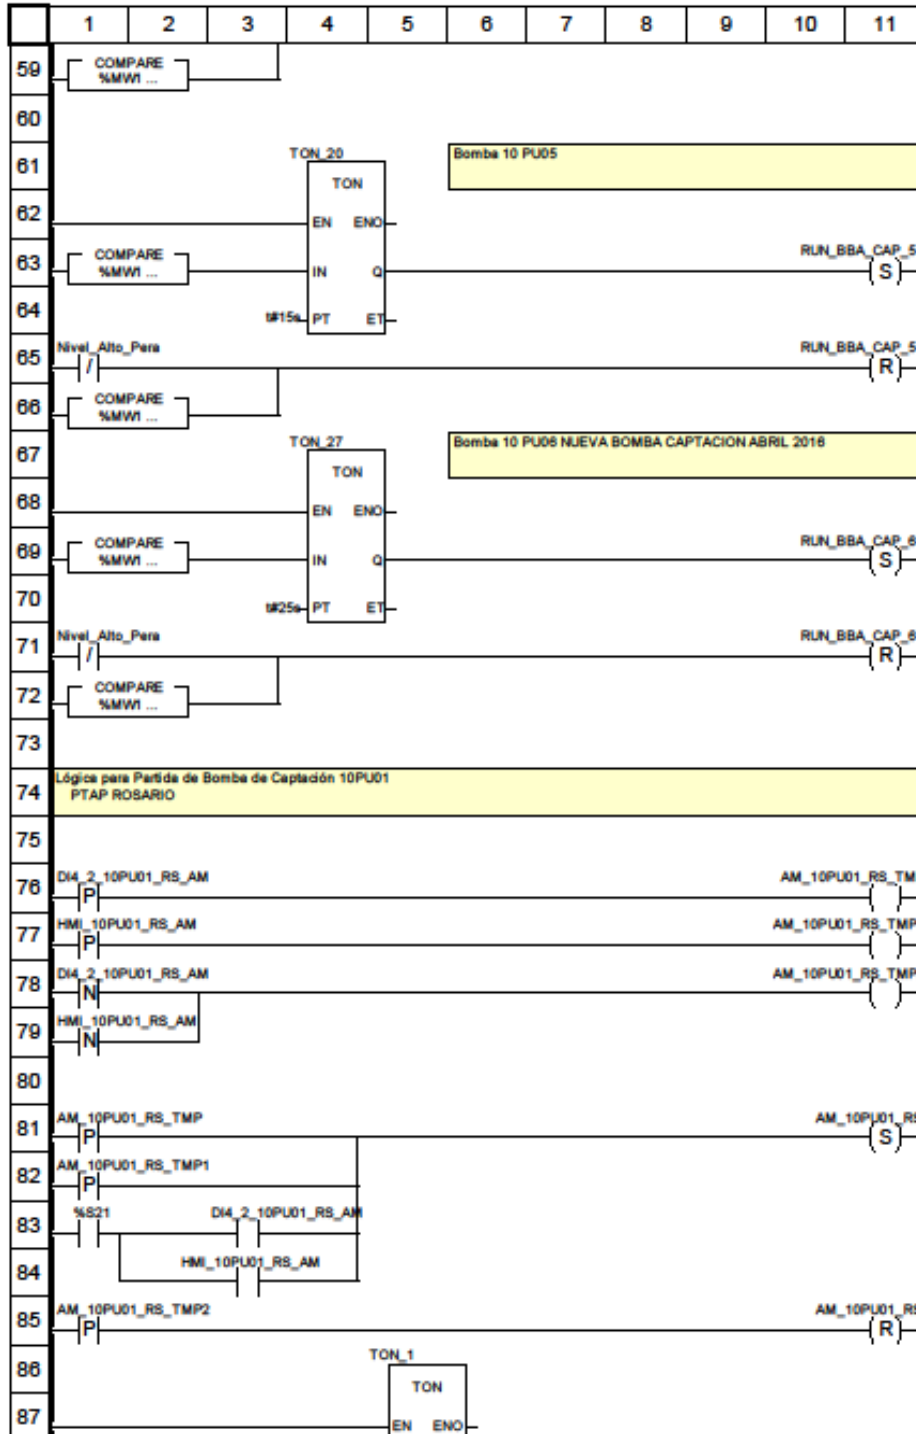 1 2 3 4 5 6 7 8 9 10 11
59 COMPARE
%MW1 ...
60
TON_20
61 TON Bomba 10 PU05
62 EN ENO
RUN_BBA_CAP_5
63 COMPARE
%MW1 ... IN Q S
64 t#15s PT ET
Nivel_Alto_Pera RUN_BBA_CAP_5
65 / R
66 COMPARE
%MW1 ...
TON_27
67 TON Bomba 10 PU06 NUEVA BOMBA CAPTACION ABRIL 2016
68 EN ENO
RUN_BBA_CAP_6
69 COMPARE
%MW1 ... IN Q S
70 t#25s PT ET
Nivel_Alto_Pera RUN_BBA_CAP_6
71 / R
72 COMPARE
%MW1 ...
73
74 Lógica para Partida de Bomba de Captación 10PU01
PTAP ROSARIO
75
DI4_2_10PU01_RS_AM AM_10PU01_RS_TM
76 P
HMI_10PU01_RS_AM AM_10PU01_RS_TMP
77 P
DI4_2_10PU01_RS_AM AM_10PU01_RS_TMP
78 N
HMI_10PU01_RS_AM
79 N
80
AM_10PU01_RS_TMP AM_10PU01_RS
81 P S
AM_10PU01_RS_TMP1
82 P
%S21 DI4_2_10PU01_RS_AM
83
HMI_10PU01_RS_AM
84
AM_10PU01_RS_TMP2 AM_10PU01_RS
85 P R
TON_1
86 TON
87 EN ENO